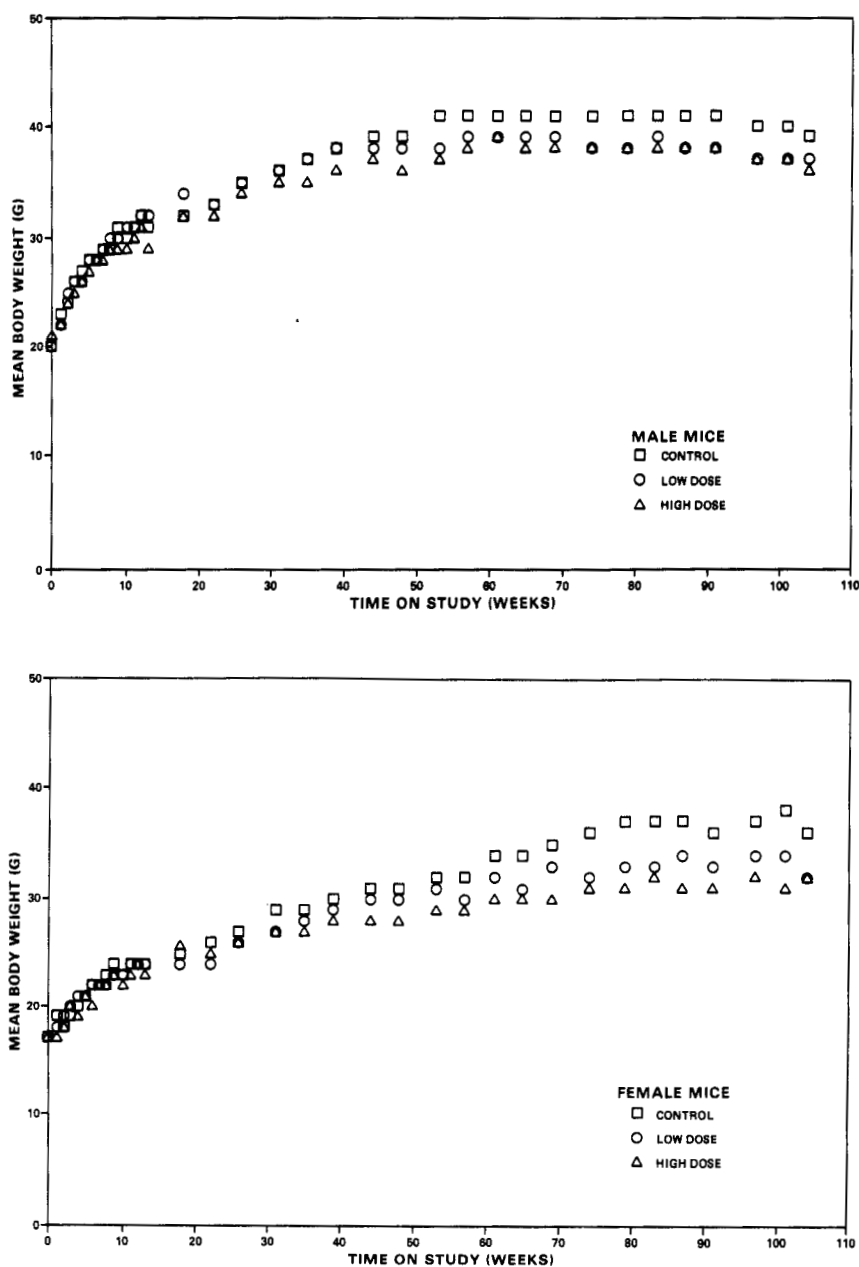 50
40
30
20
10
0
MEAN BODY WEIGHT (G)
MALE MICE
CONTROL
LOW DOSE
HIGH DOSE
0 10 20 30 40 50 60 70 80 90 100 110
TIME ON STUDY (WEEKS)
50
40
30
20
10
0
MEAN BODY WEIGHT (G)
FEMALE MICE
CONTROL
LOW DOSE
HIGH DOSE
0 10 20 30 40 50 60 70 80 90 100 110
TIME ON STUDY (WEEKS)